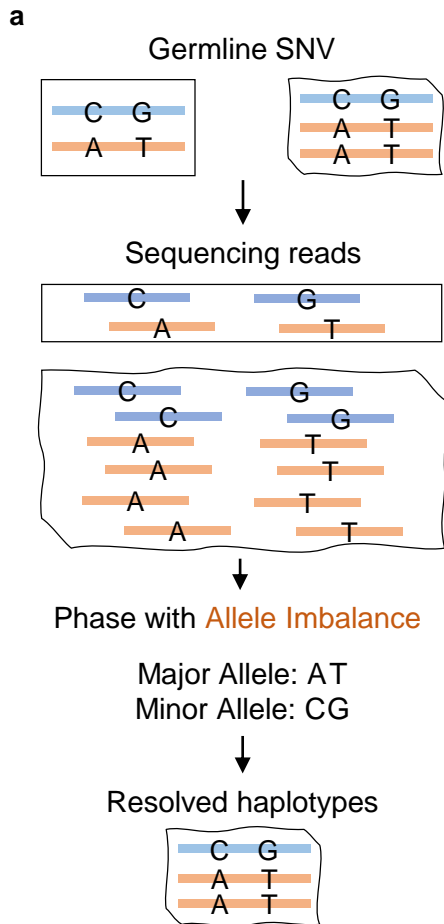 a
Germline SNV
C G
A T
C G
A T
A T
Sequencing reads
C G
A T
C G
C G
A T
A T
A T
A T
Phase with Allele Imbalance
Major Allele: AT
Minor Allele: CG
Resolved haplotypes
C G
A T
A T